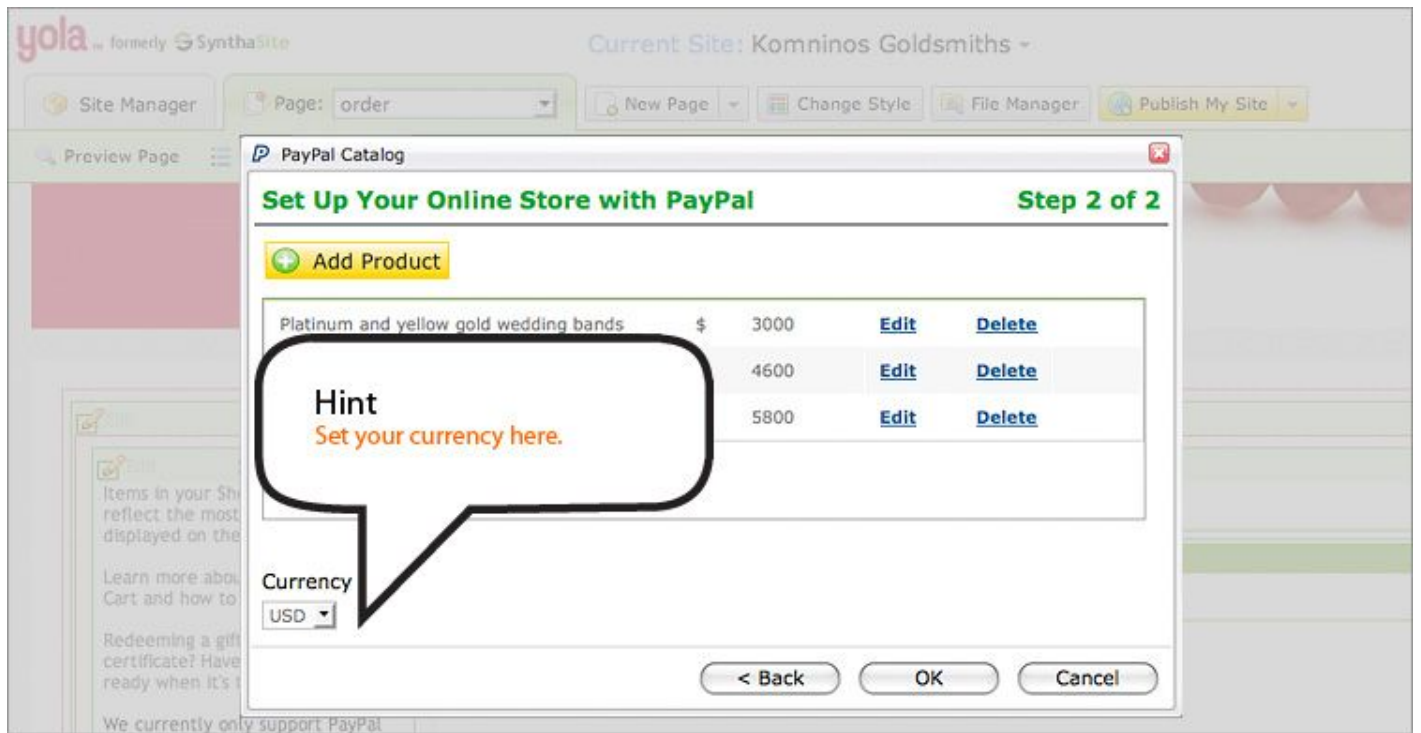 yola formerly SynthaSite
Current Site: Komninos Goldsmiths
Site Manager
Page: order
New Page
Change Style
File Manager
Publish My Site
Preview Page
PayPal Catalog
Set Up Your Online Store with PayPal
Step 2 of 2
Add Product
Platinum and yellow gold wedding bands $ 3000 Edit Delete
4600 Edit Delete
5800 Edit Delete
Hint
Set your currency here.
Edit
Edit
Items in your
reflect the most
displayed on the
Learn more
Cart and how to
Redeeming a gift
certificate? Have
ready when it's
We currently only support PayPal
Currency
USD
< Back
OK
Cancel